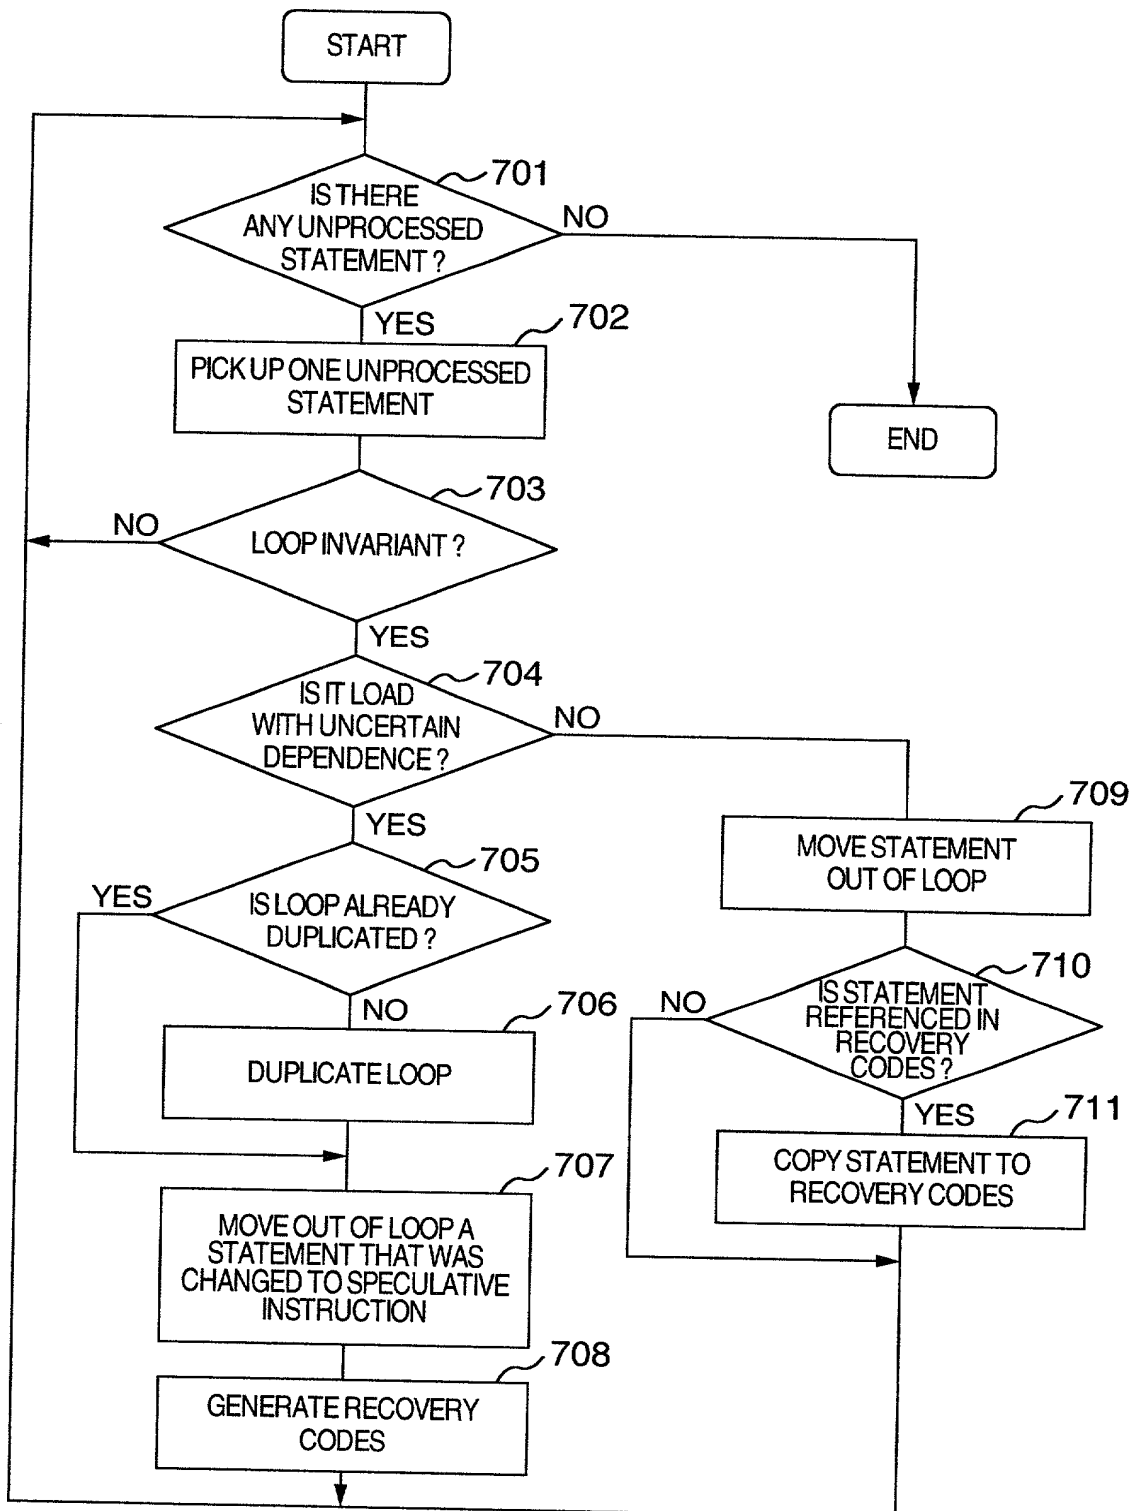 START
701
IS THERE
ANY UNPROCESSED
STATEMENT ?
NO
YES
702
PICK UP ONE UNPROCESSED
STATEMENT
END
703
NO
LOOP INVARIANT ?
YES
704
IS IT LOAD
WITH UNCERTAIN
DEPENDENCE ?
NO
YES
709
MOVE STATEMENT
OUT OF LOOP
705
YES
IS LOOP ALREADY
DUPLICATED ?
NO
710
NO
IS STATEMENT
REFERENCED IN
RECOVERY
CODES ?
YES
706
DUPLICATE LOOP
711
COPY STATEMENT TO
RECOVERY CODES
707
MOVE OUT OF LOOP A
STATEMENT THAT WAS
CHANGED TO SPECULATIVE
INSTRUCTION
708
GENERATE RECOVERY
CODES